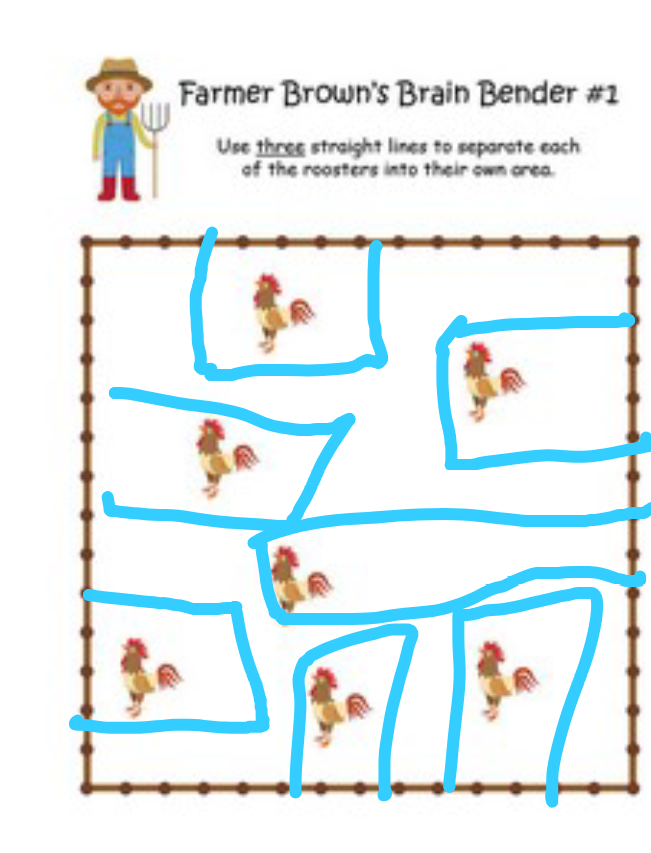 Farmer Brown's Brain Bender #1
Use three straight lines to separate each
of the roosters into their own area.